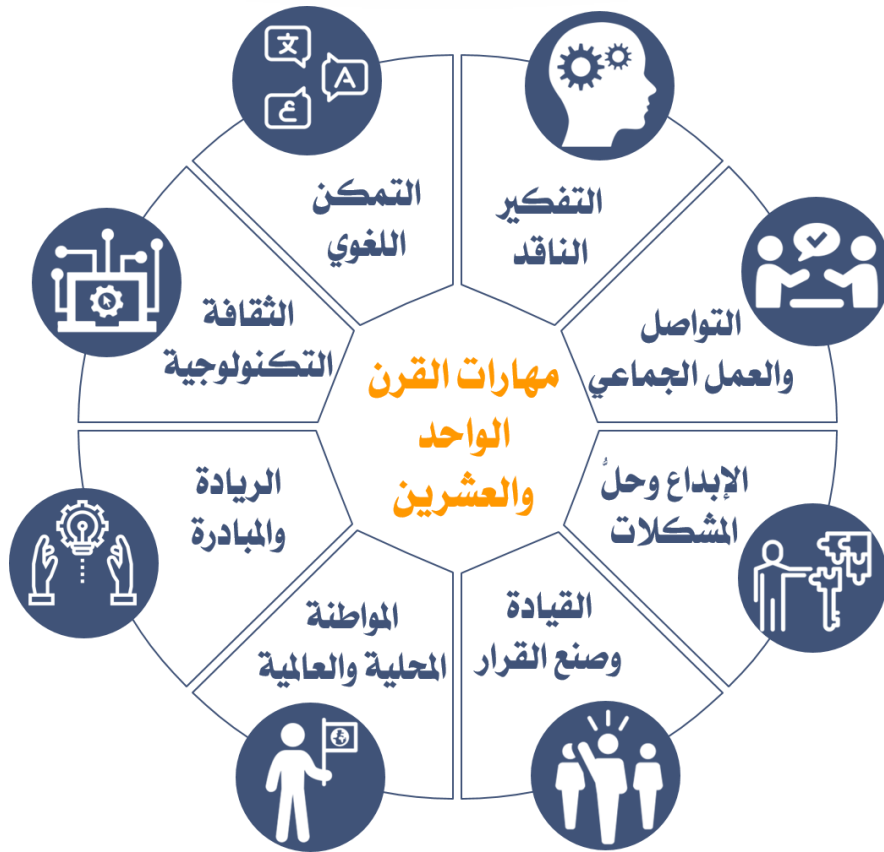 مهارات القرن
الواحد
والعشرين
التفكير
الناقد
التواصل
والعمل الجماعي
الإبداع وحلُّ
المشكلات
القيادة
وصنع القرار
المواطنة
المحلية والعالمية
الريادة
والمبادرة
الثقافة
التكنولوجية
التمكن
اللغوي
文
A
ع